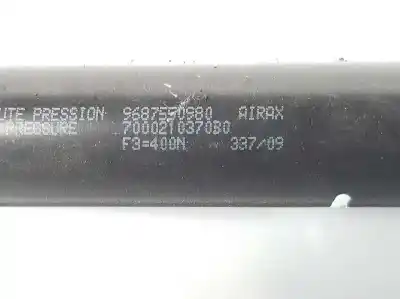 UTE PRESSION 9687550980 AIRAX
PRESSURE 7000210370B0
F3=400N 337/09